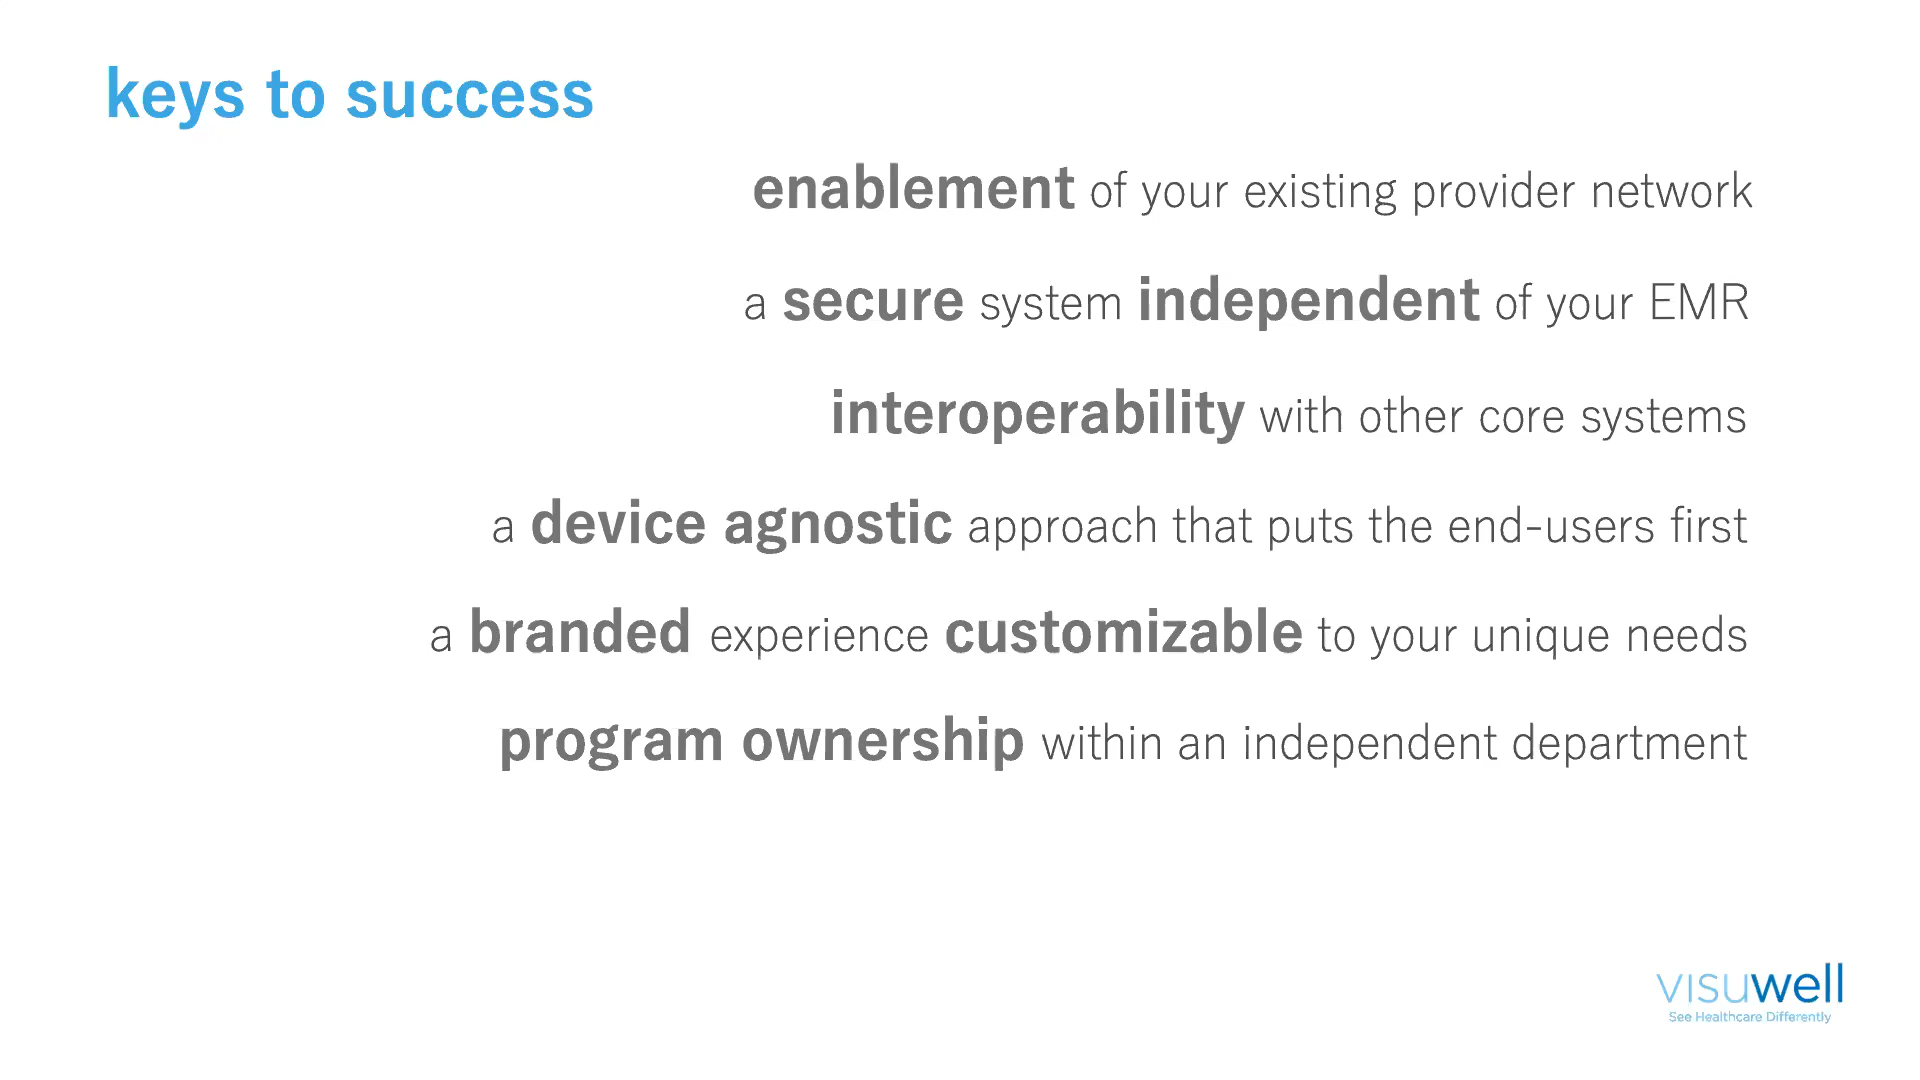 keys to success
enablement of your existing provider network
a secure system independent of your EMR
interoperability with other core systems
a device agnostic approach that puts the end-users first
a branded experience customizable to your unique needs
program ownership within an independent department
visuwell
See Healthcare Differently